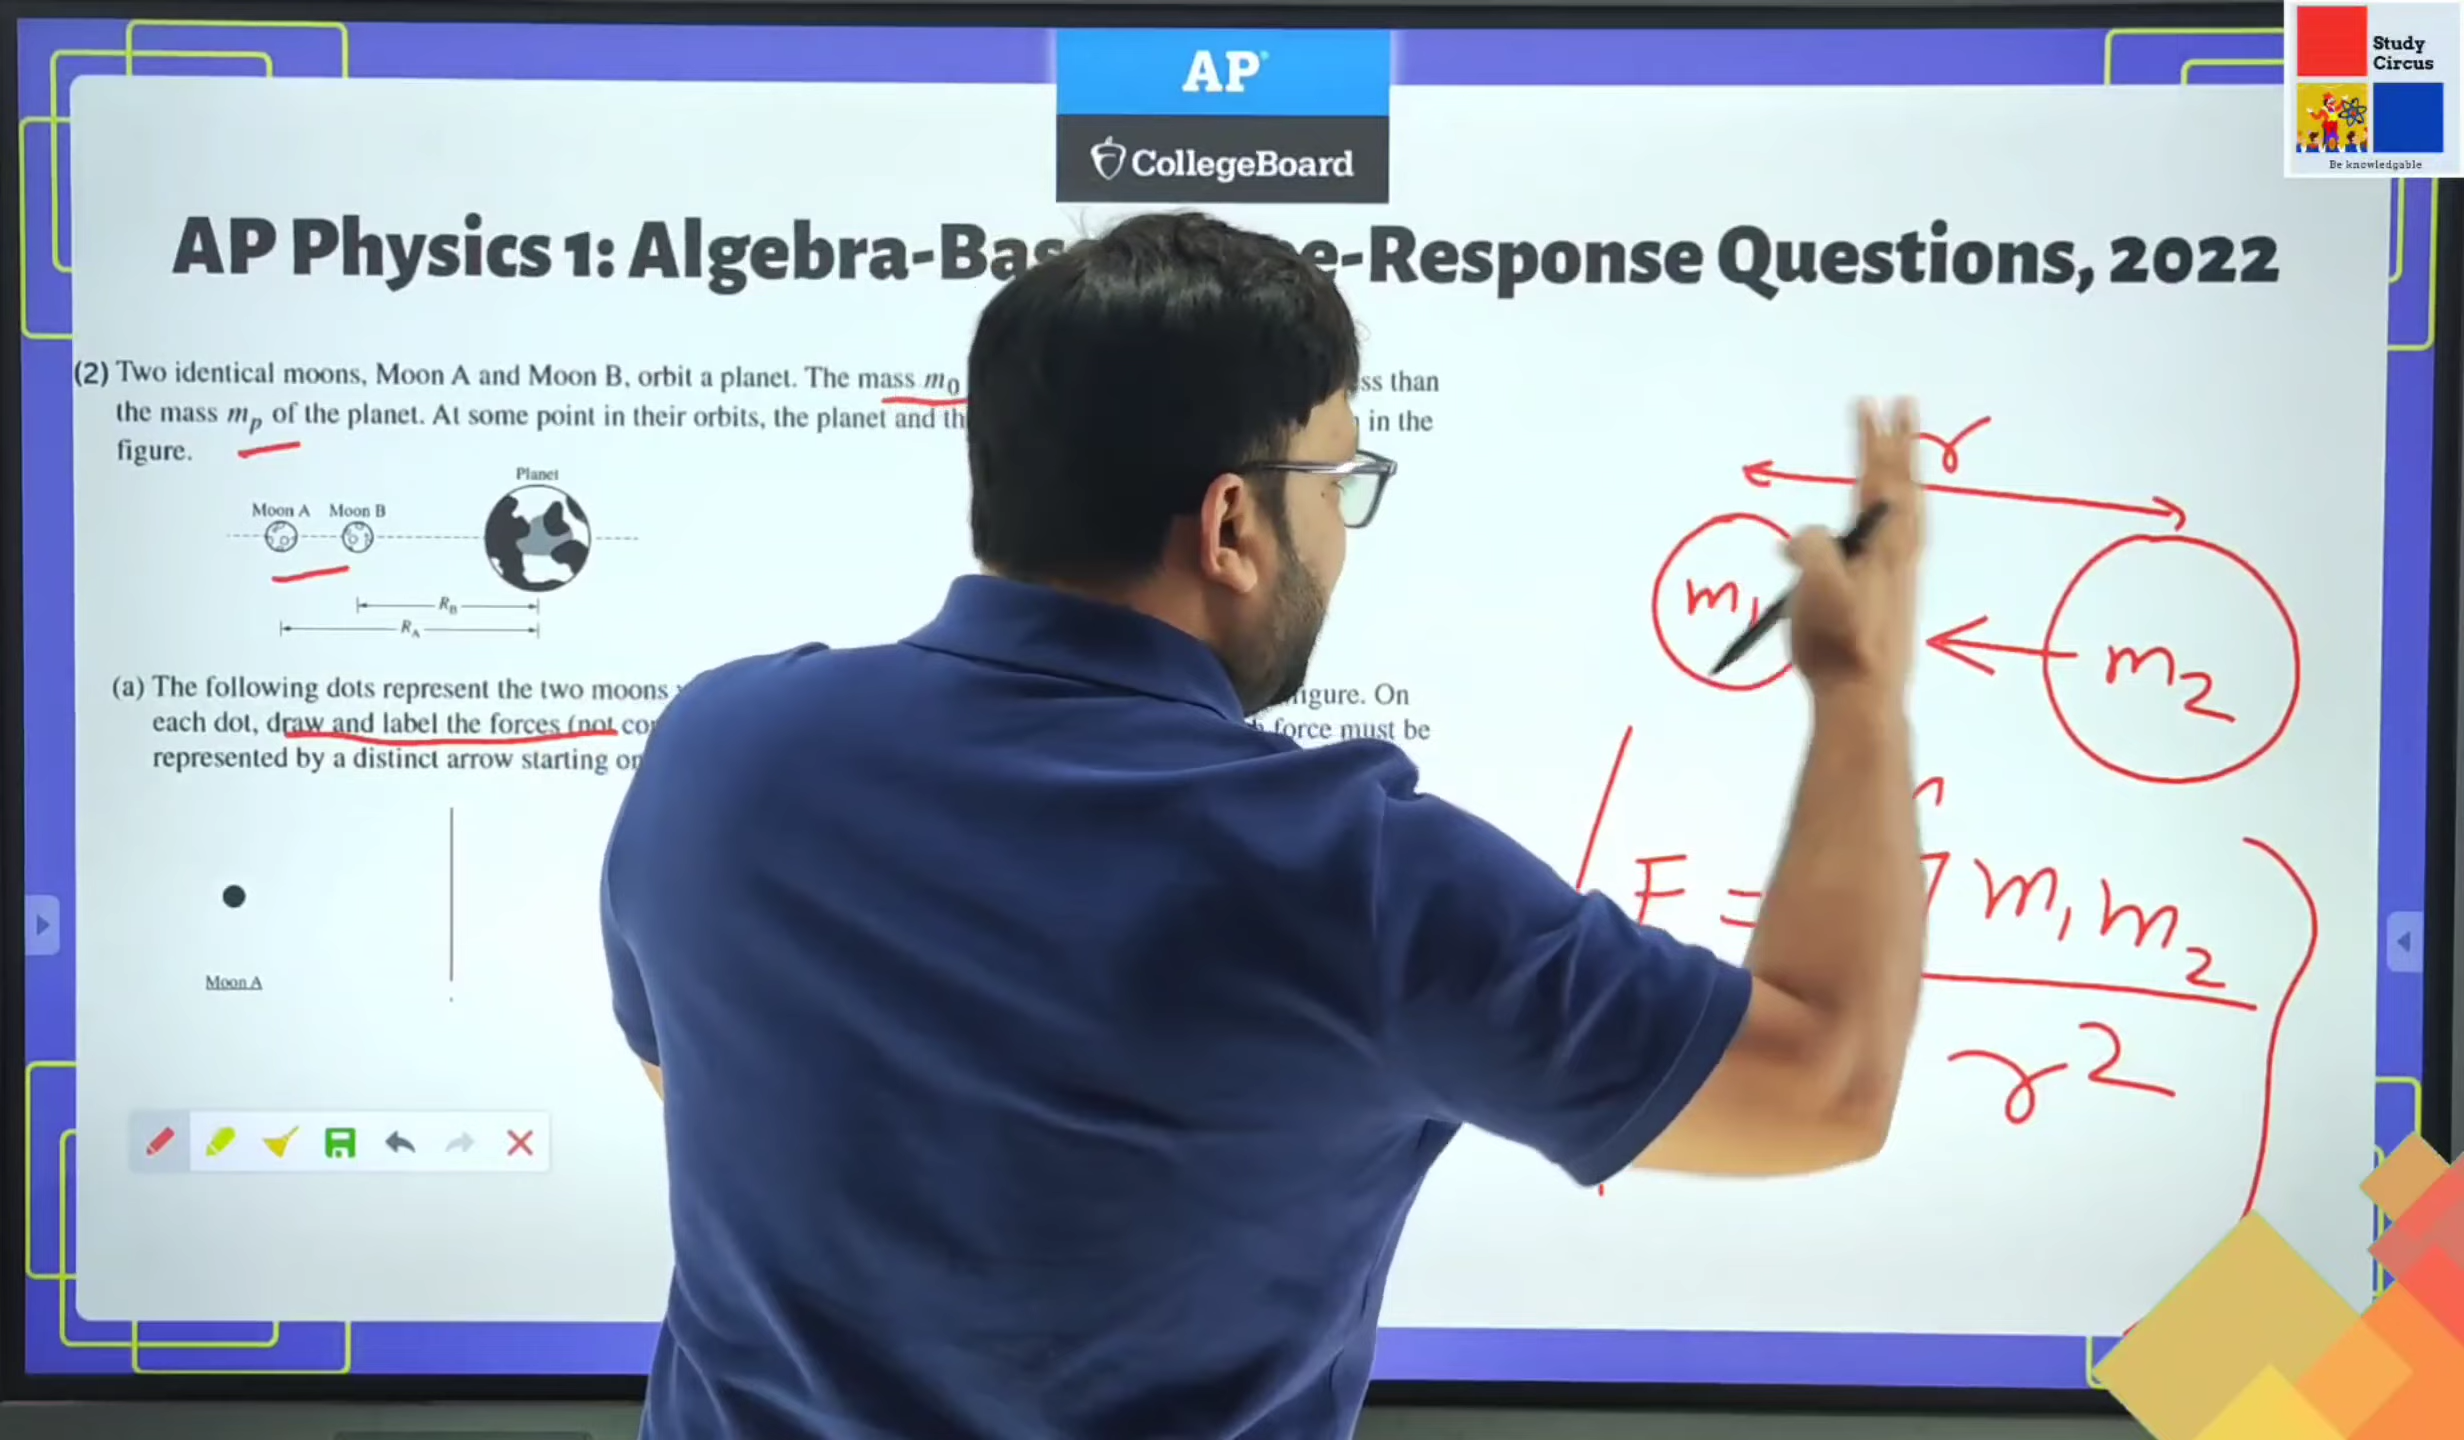 AP
CollegeBoard
Study
Circus
Be knowledgable
AP Physics 1: Algebra-Bas e-Response Questions, 2022
(2) Two identical moons, Moon A and Moon B, orbit a planet. The mass m0 ss than
the mass mp of the planet. At some point in their orbits, the planet and th in the
figure.
Planet
Moon A Moon B
RB
RA
(a) The following dots represent the two moons figure. On
each dot, draw and label the forces (not co force must be
represented by a distinct arrow starting on
Moon A
r
m1
m2
F = m1 m2
r2